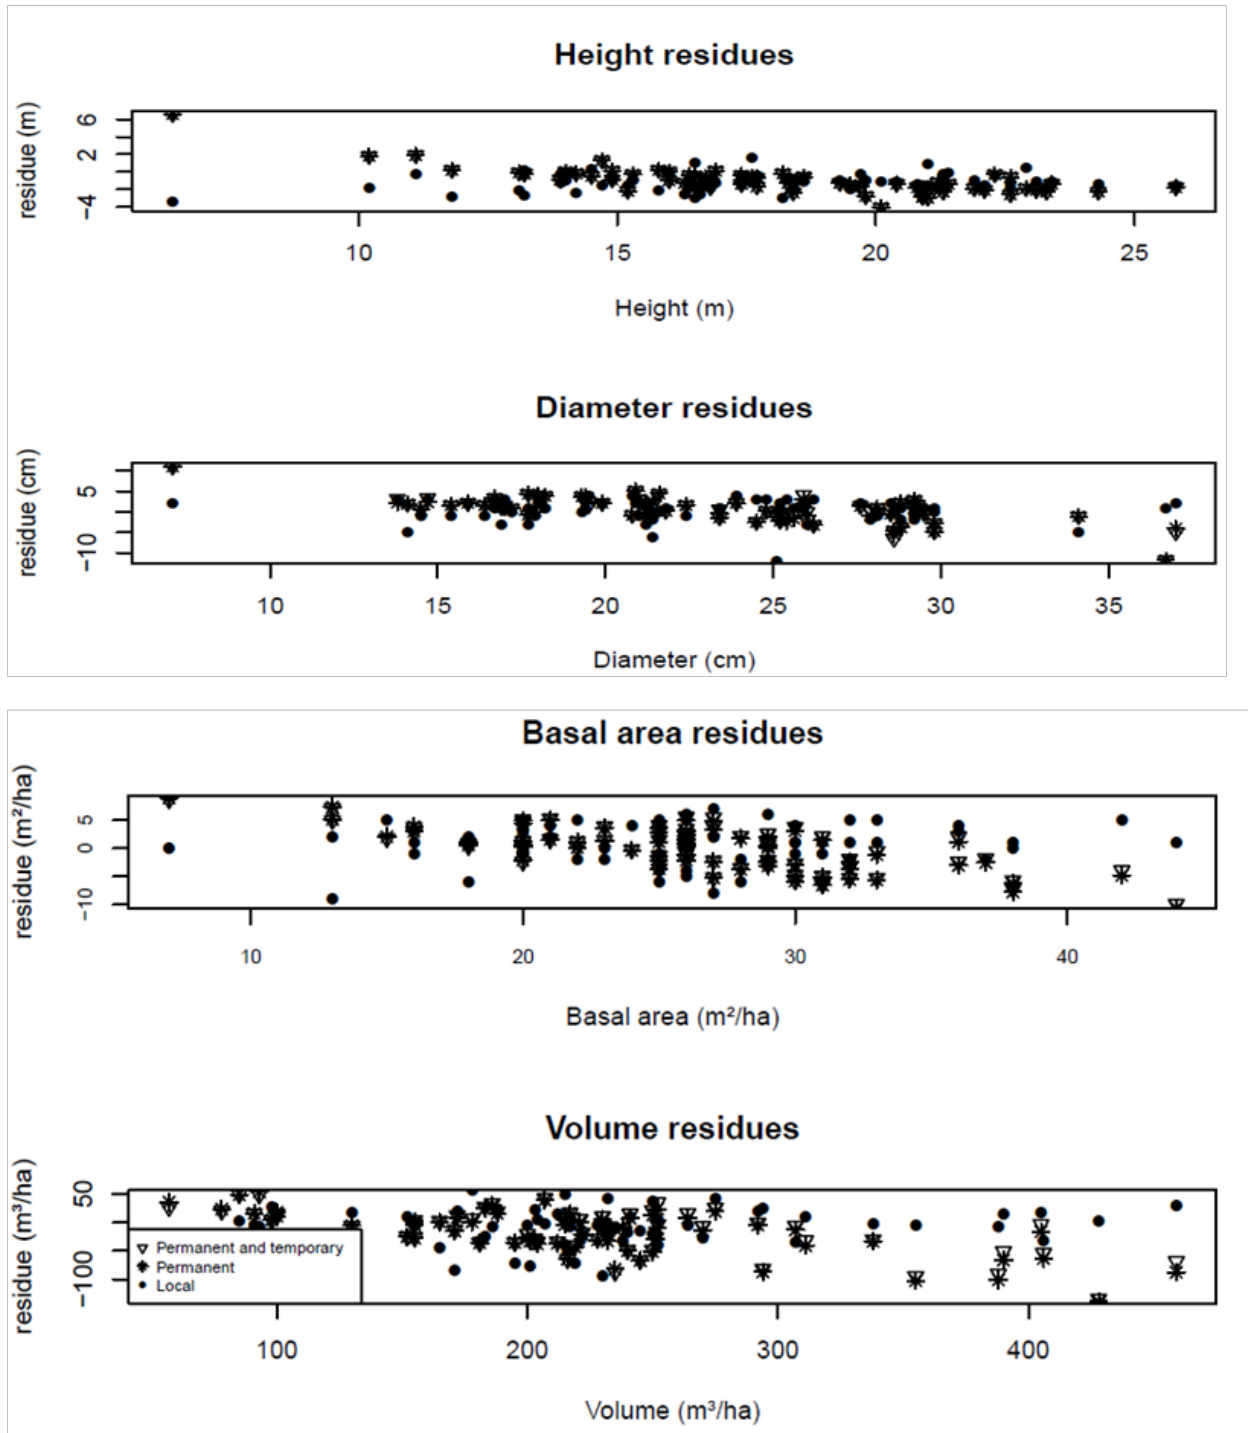 Height residues
residue (m)
6
2
−4
10 15 20 25
Height (m)
Diameter residues
residue (cm)
5
−10
10 15 20 25 30 35
Diameter (cm)
Basal area residues
residue (m²/ha)
5
0
−10
10 20 30 40
Basal area (m²/ha)
Volume residues
residue (m³/ha)
50
−100
Permanent and temporary
Permanent
Local
100 200 300 400
Volume (m³/ha)